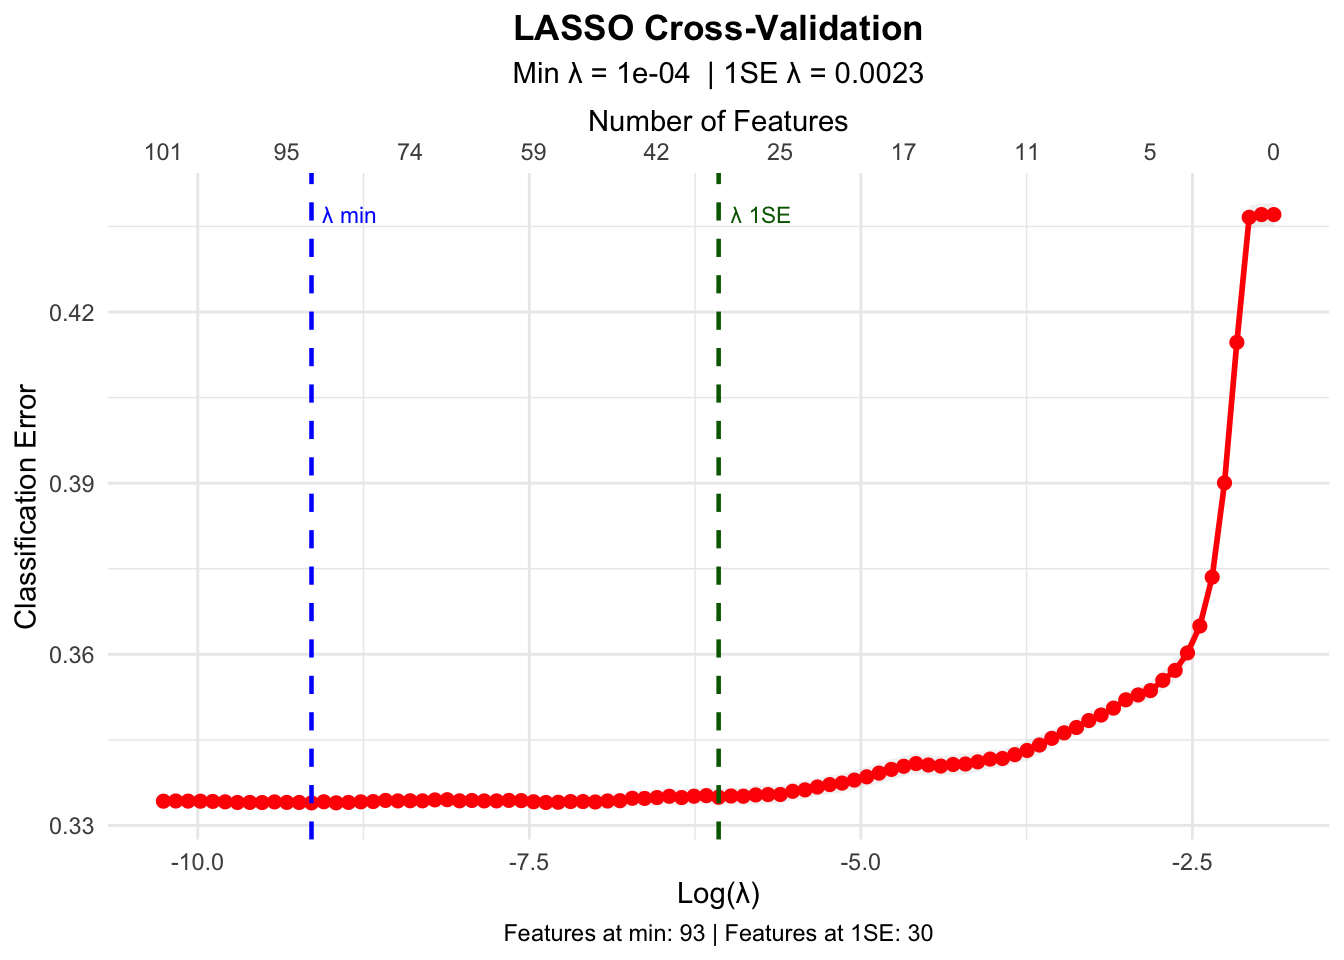 LASSO Cross-Validation
Min λ = 1e-04 | 1SE λ = 0.0023
Number of Features
101 95 74 59 42 25 17 11 5 0
λ min
λ 1SE
Classification Error
0.42
0.39
0.36
0.33
-10.0 -7.5 -5.0 -2.5
Log(λ)
Features at min: 93 | Features at 1SE: 30